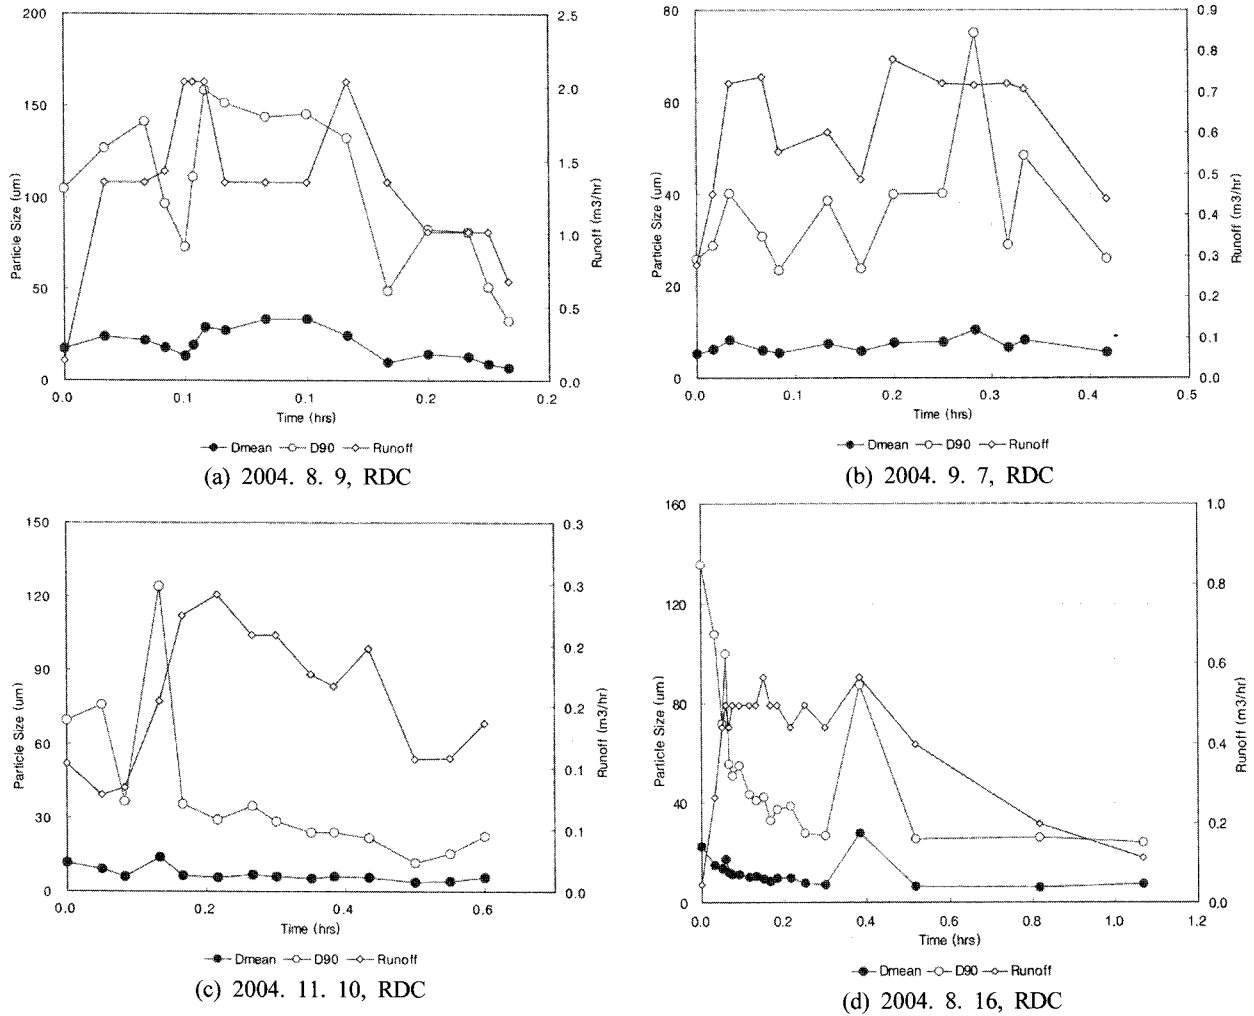 200
150
100
50
0
Particle Size (um)
2.5
2.0
1.5
1.0
0.5
0.0
Runoff (m3/hr)
0.0 0.1 0.1 0.2 0.2
Time (hrs)
Dmean D90 Runoff
(a) 2004. 8. 9, RDC
80
60
40
20
0
Particle Size (um)
0.9
0.8
0.7
0.6
0.5
0.4
0.3
0.2
0.1
0.0
Runoff (m3/hr)
0.0 0.1 0.2 0.3 0.4 0.5
Time (hrs)
Dmean D90 Runoff
(b) 2004. 9. 7, RDC
150
120
90
60
30
0
Particle Size (um)
0.3
0.3
0.2
0.2
0.1
0.1
0.0
Runoff (m3/hr)
0.0 0.2 0.4 0.6
Time (hrs)
Dmean D90 Runoff
(c) 2004. 11. 10, RDC
160
120
80
40
0
Particle Size (um)
1.0
0.8
0.6
0.4
0.2
0.0
Runoff (m3/hr)
0.0 0.2 0.4 0.6 0.8 1.0 1.2
Time (hrs)
Dmean D90 Runoff
(d) 2004. 8. 16, RDC